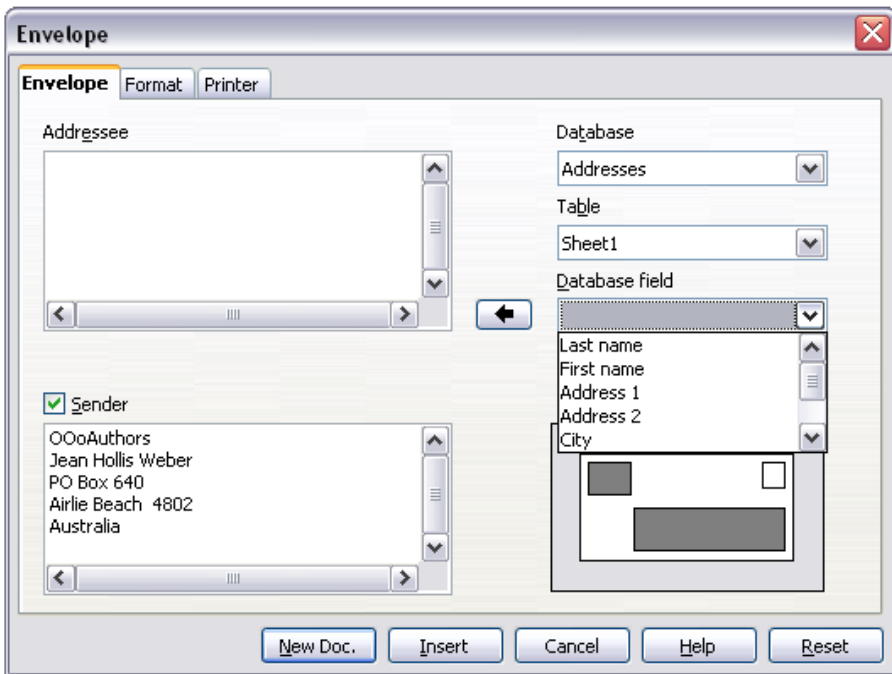 Envelope
Envelope Format Printer
Addressee
Database
Addresses
Table
Sheet1
Database field
Last name
First name
Address 1
Address 2
City
Sender
OOoAuthors
Jean Hollis Weber
PO Box 640
Airlie Beach 4802
Australia
New Doc. Insert Cancel Help Reset